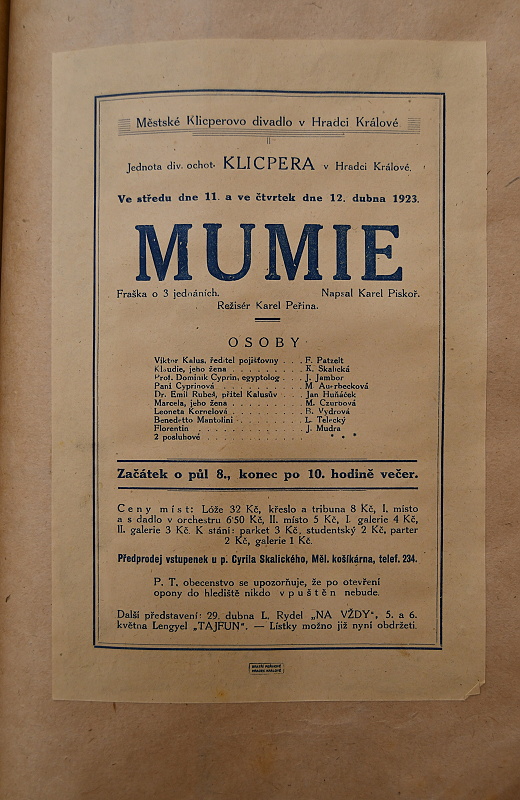 Městské Klicperovo divadlo v Hradci Králové
Jednota div. ochot. KLICPERA v Hradci Králové.
Ve středu dne 11. a ve čtvrtek dne 12. dubna 1923.
MUMIE
Fraška o 3 jednáních. Napsal Karel Piskoř.
Režisér Karel Peřina.
OSOBY
Viktor Kalus, ředitel pojišťovny . . . F. Patzelt
Klaudie, jeho žena . . . . . . . . . K. Skalická
Prof. Dominik Cyprin, egyptolog . . . J. Jambor
Paní Cyprinová . . . . . . . . . . M. Auerbecková
Dr. Emil Rubeš, přítel Kalusův . . . Jan Huňáček
Marcela, jeho žena . . . . . . . . . M. Czurbová
Leoneta Kornelová . . . . . . . . . B. Vydrová
Benedetto Mantolini . . . . . . . . L. Telecký
Florentin . . . . . . . . . . . . . J. Mudra
2 posluhové . . . . . . . . . . . . * * *
Začátek o půl 8., konec po 10. hodině večer.
Ceny míst: Lóže 32 Kč, křeslo a tribuna 8 Kč, I. místo
a sedadlo v orchestru 6·50 Kč, II. místo 5 Kč, I. galerie 4 Kč,
II. galerie 3 Kč. K stání: parket 3 Kč, studentský 2 Kč, parter
2 Kč, galerie 1 Kč.
Předprodej vstupenek u p. Cyrila Skalického, Měl. košíkárna, telef. 234.
P. T. obecenstvo se upozorňuje, že po otevření
opony do hlediště nikdo vpuštěn nebude.
Další představení: 29. dubna L. Rydel „NA VŽDY“, 5. a 6.
května Lengyel „TAJFUN“. — Lístky možno již nyní obdržeti.
BRATŘI PEŘINOVÉ
HRADEC KRÁLOVÉ